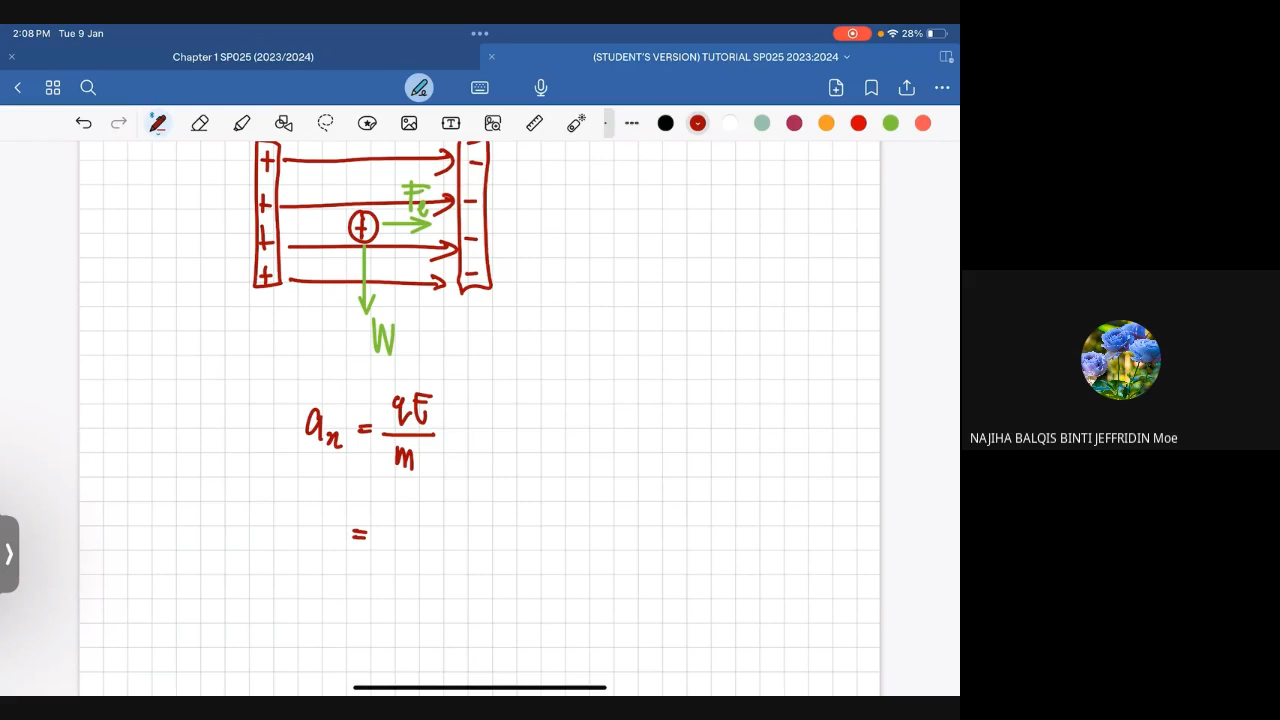 2:08 PM Tue 9 Jan
28%
Chapter 1 SP025 (2023/2024)
(STUDENT'S VERSION) TUTORIAL SP025 2023:2024
+ -
+ Fe -
+ + -
+ -
W
aₓ = qE/m
=
NAJIHA BALQIS BINTI JEFFRIDIN Moe